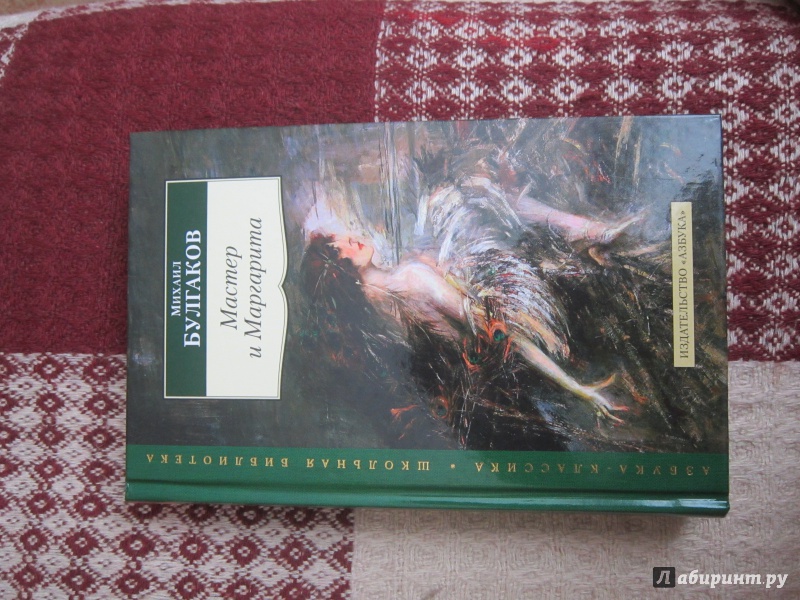 Михаил
БУЛГАКОВ
Мастер
и Маргарита
ИЗДАТЕЛЬСТВО «АЗБУКА»
АЗБУКА-КЛАССИКА • ШКОЛЬНАЯ БИБЛИОТЕКА
Лабиринт.ру